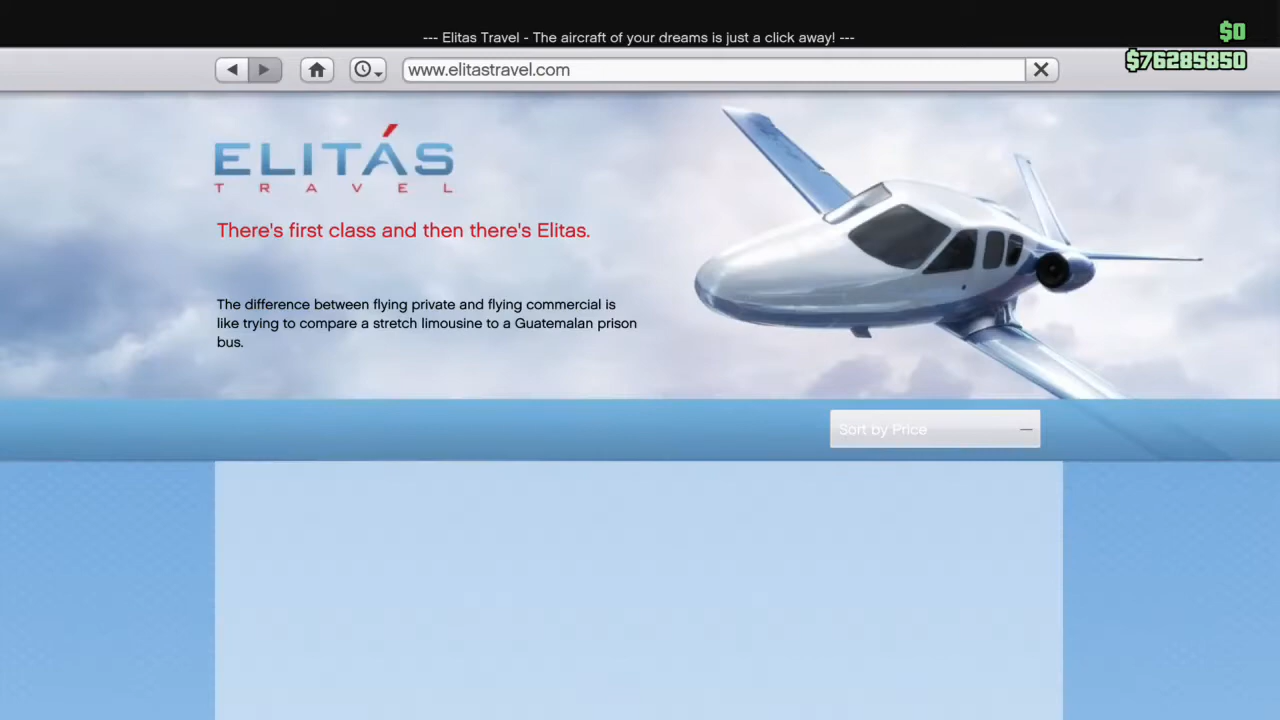 --- Elitas Travel - The aircraft of your dreams is just a click away! ---
$0
$76285850
www.elitastravel.com
ELITÁS
TRAVEL
There's first class and then there's Elitas.
The difference between flying private and flying commercial is
like trying to compare a stretch limousine to a Guatemalan prison
bus.
Sort by Price